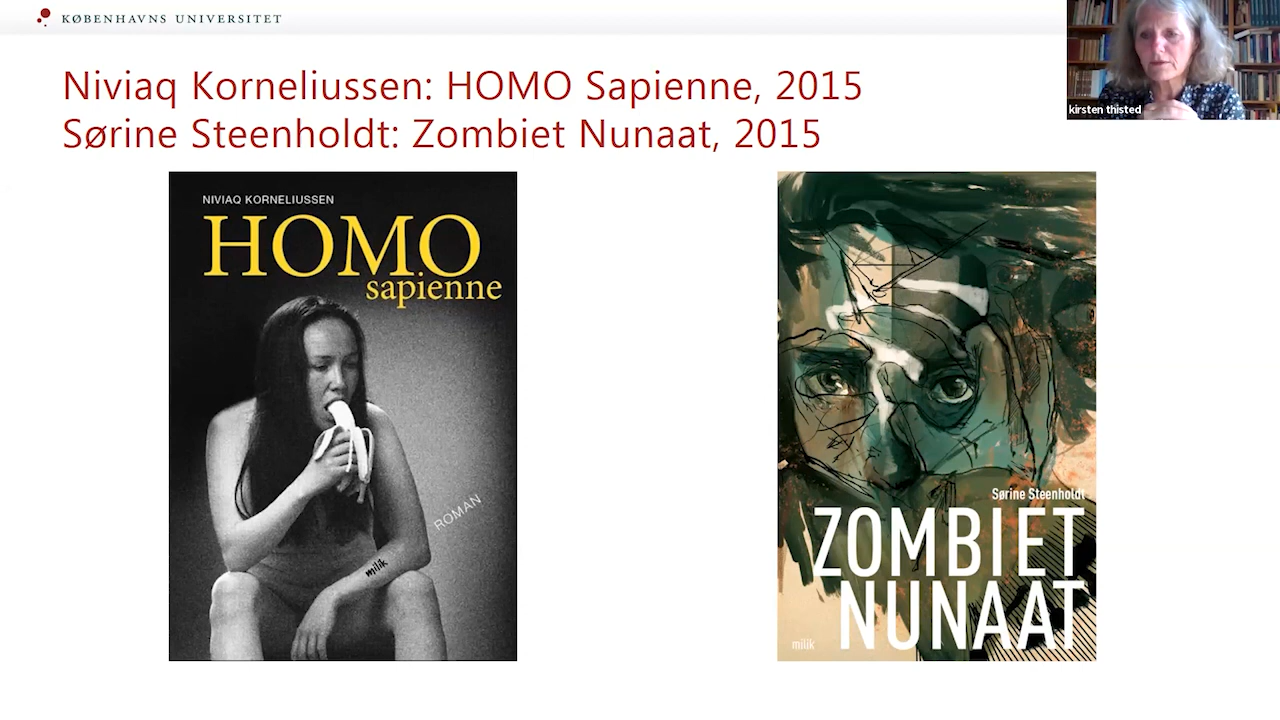 KØBENHAVNS UNIVERSITET
kirsten thisted
Niviaq Korneliussen: HOMO Sapienne, 2015
Sørine Steenholdt: Zombiet Nunaat, 2015
NIVIAQ KORNELIUSSEN
HOMO
sapienne
ROMAN
milik
Sørine Steenholdt
ZOMBIET
NUNAAT
milik